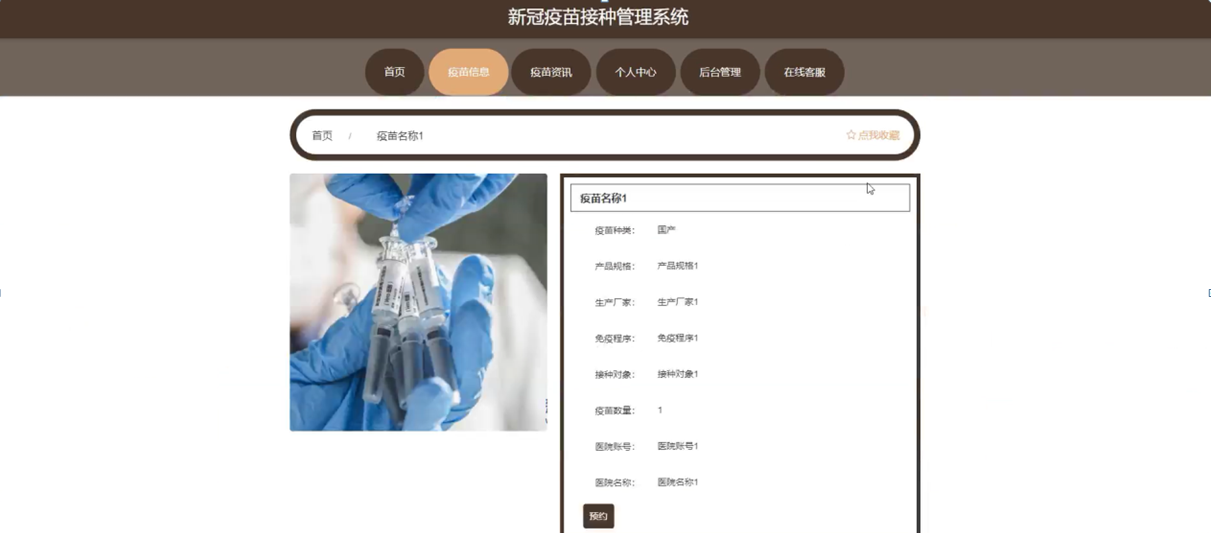 新冠疫苗接种管理系统
首页 疫苗信息 疫苗资讯 个人中心 后台管理 在线客服
首页 / 疫苗名称1 ☆点我收藏
疫苗名称1
疫苗种类： 国产
产品规格： 产品规格1
生产厂家： 生产厂家1
免疫程序： 免疫程序1
接种对象： 接种对象1
疫苗数量： 1
医院账号： 医院账号1
医院名称： 医院名称1
预约